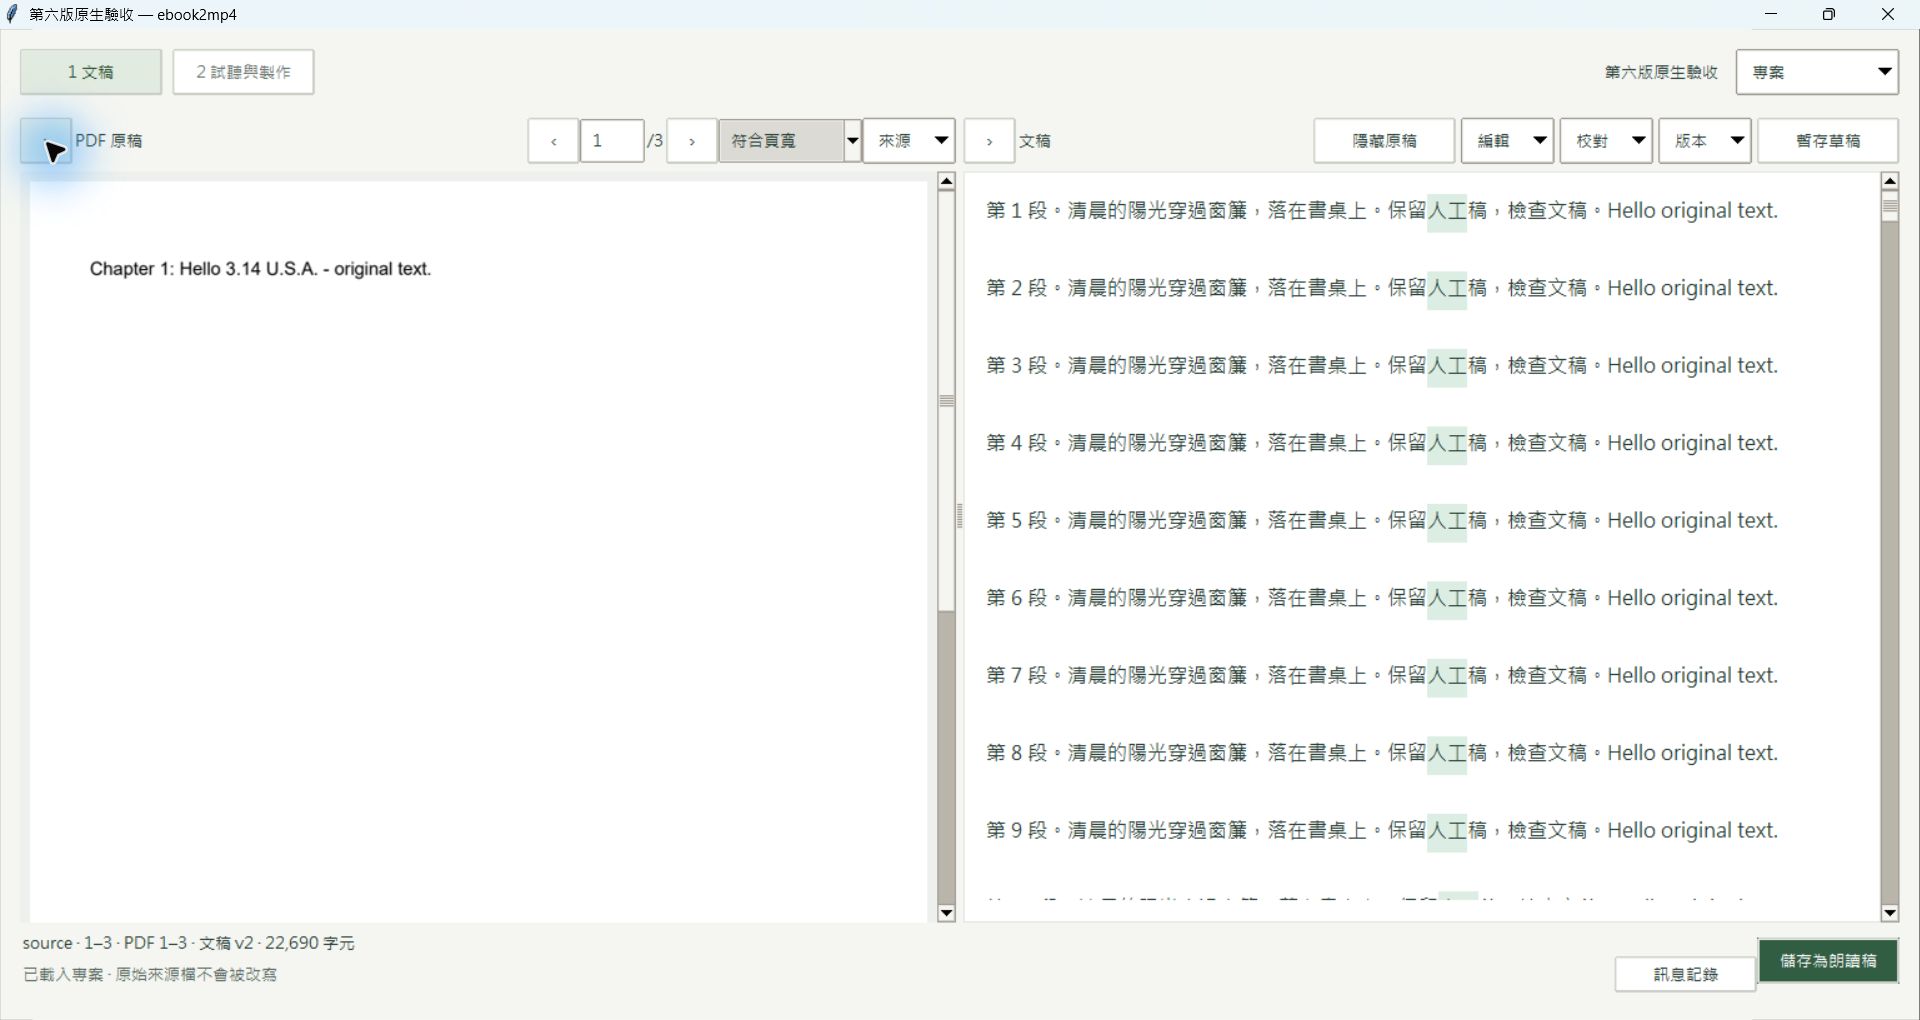 第六版原生驗收 — ebook2mp4
1 文稿
2 試聽與製作
第六版原生驗收
專案
PDF 原稿
‹
1
/3
›
符合頁寬
來源
›
文稿
隱藏原稿
編輯
校對
版本
暫存草稿
Chapter 1: Hello 3.14 U.S.A. - original text.
第 1 段。清晨的陽光穿過窗簾，落在書桌上。保留人工稿，檢查文稿。Hello original text.
第 2 段。清晨的陽光穿過窗簾，落在書桌上。保留人工稿，檢查文稿。Hello original text.
第 3 段。清晨的陽光穿過窗簾，落在書桌上。保留人工稿，檢查文稿。Hello original text.
第 4 段。清晨的陽光穿過窗簾，落在書桌上。保留人工稿，檢查文稿。Hello original text.
第 5 段。清晨的陽光穿過窗簾，落在書桌上。保留人工稿，檢查文稿。Hello original text.
第 6 段。清晨的陽光穿過窗簾，落在書桌上。保留人工稿，檢查文稿。Hello original text.
第 7 段。清晨的陽光穿過窗簾，落在書桌上。保留人工稿，檢查文稿。Hello original text.
第 8 段。清晨的陽光穿過窗簾，落在書桌上。保留人工稿，檢查文稿。Hello original text.
第 9 段。清晨的陽光穿過窗簾，落在書桌上。保留人工稿，檢查文稿。Hello original text.
source · 1–3 · PDF 1–3 · 文稿 v2 · 22,690 字元
已載入專案 · 原始來源檔不會被改寫
訊息記錄
儲存為朗讀稿